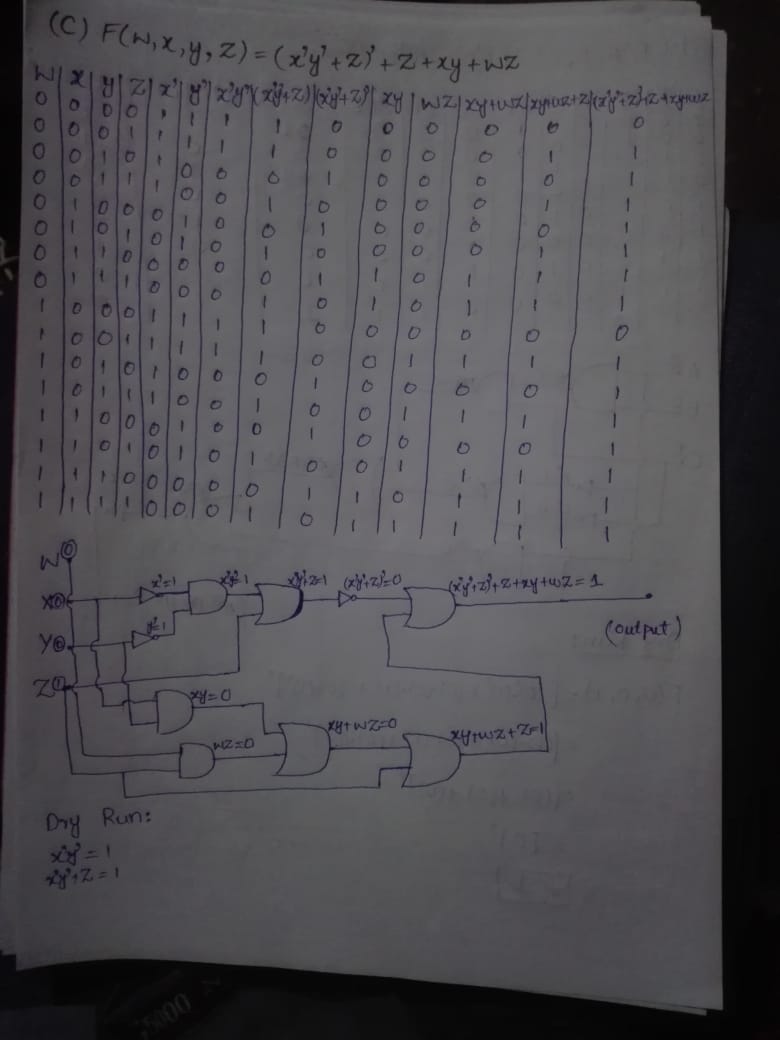 (C) F(W,x,y,z) = (x'y'+z)'+z+xy+wz
W | x | y | z | x' | y' | x'y' | (x'y'+z) | (x'y'+z)' | xy | wz | xy+wz | xy+wz+z | (x'y'+z)'+z+xy+wz
0 0 0 0 1 1 1 1 0 0 0 0 0 0
0 0 0 1 1 1 1 1 0 0 0 0 1 1
0 0 1 0 1 0 0 0 1 0 0 0 0 1
0 0 1 1 1 0 0 1 0 0 0 0 1 1
0 1 0 0 0 1 0 0 1 0 0 0 0 1
0 1 0 1 0 1 0 1 0 0 0 0 1 1
0 1 1 0 0 0 0 0 1 1 0 1 1 1
0 1 1 1 0 0 0 1 0 1 0 1 1 1
1 0 0 0 1 1 1 1 0 0 0 0 0 0
1 0 0 1 1 1 1 1 0 0 1 1 1 1
1 0 1 0 1 0 0 0 1 0 0 0 0 1
1 0 1 1 1 0 0 1 0 0 1 1 1 1
1 1 0 0 0 1 0 0 1 0 0 0 0 1
1 1 0 1 0 1 0 1 0 0 1 1 1 1
1 1 1 0 0 0 0 0 1 1 0 1 1 1
1 1 1 1 0 0 0 1 0 1 1 1 1 1
W 0
X 0 x'=1 x'y'=1 x'y'+z=1 (x'y'+z)'=0 (x'y'+z)'+z+xy+wz=1
(output)
Y 0 y'=1
Z 1 xy=0
xy+wz=0 xy+wz+z=1
wz=0
Dry Run:
x'y' = 1
x'y'+z = 1